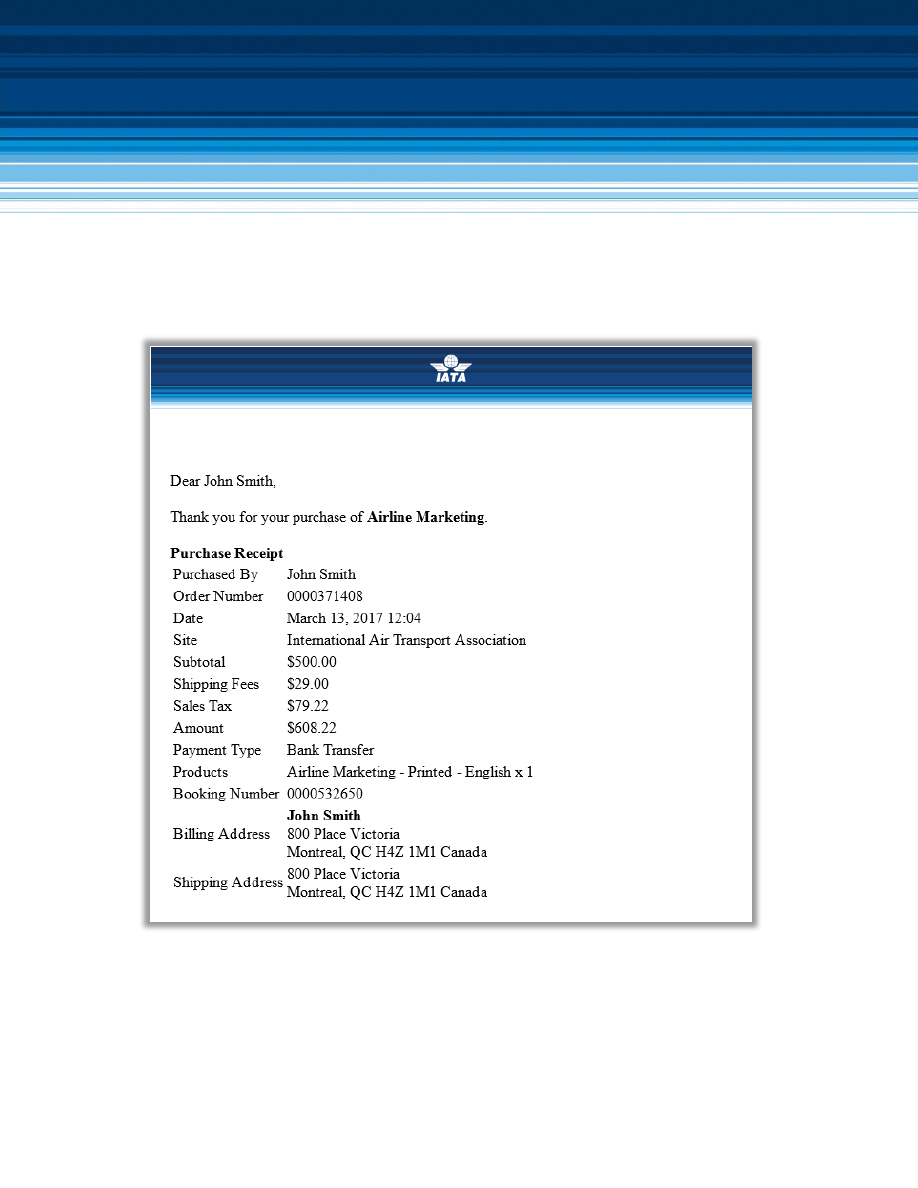 IATA
Dear John Smith,
Thank you for your purchase of Airline Marketing.
Purchase Receipt
Purchased By John Smith
Order Number 0000371408
Date March 13, 2017 12:04
Site International Air Transport Association
Subtotal $500.00
Shipping Fees $29.00
Sales Tax $79.22
Amount $608.22
Payment Type Bank Transfer
Products Airline Marketing - Printed - English x 1
Booking Number 0000532650
John Smith
Billing Address 800 Place Victoria
Montreal, QC H4Z 1M1 Canada
Shipping Address 800 Place Victoria
Montreal, QC H4Z 1M1 Canada